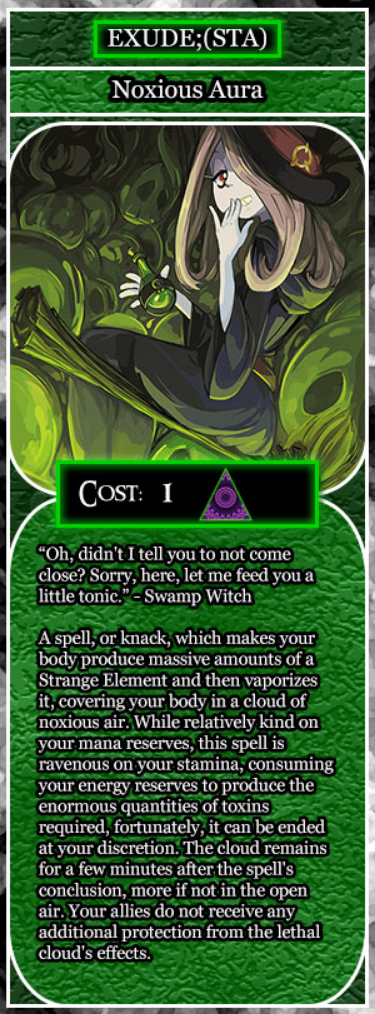 EXUDE;(STA)
Noxious Aura
COST: 1
“Oh, didn't I tell you to not come
close? Sorry, here, let me feed you a
little tonic.” - Swamp Witch
A spell, or knack, which makes your
body produce massive amounts of a
Strange Element and then vaporizes
it, covering your body in a cloud of
noxious air. While relatively kind on
your mana reserves, this spell is
ravenous on your stamina, consuming
your energy reserves to produce the
enormous quantities of toxins
required, fortunately, it can be ended
at your discretion. The cloud remains
for a few minutes after the spell's
conclusion, more if not in the open
air. Your allies do not receive any
additional protection from the lethal
cloud's effects.